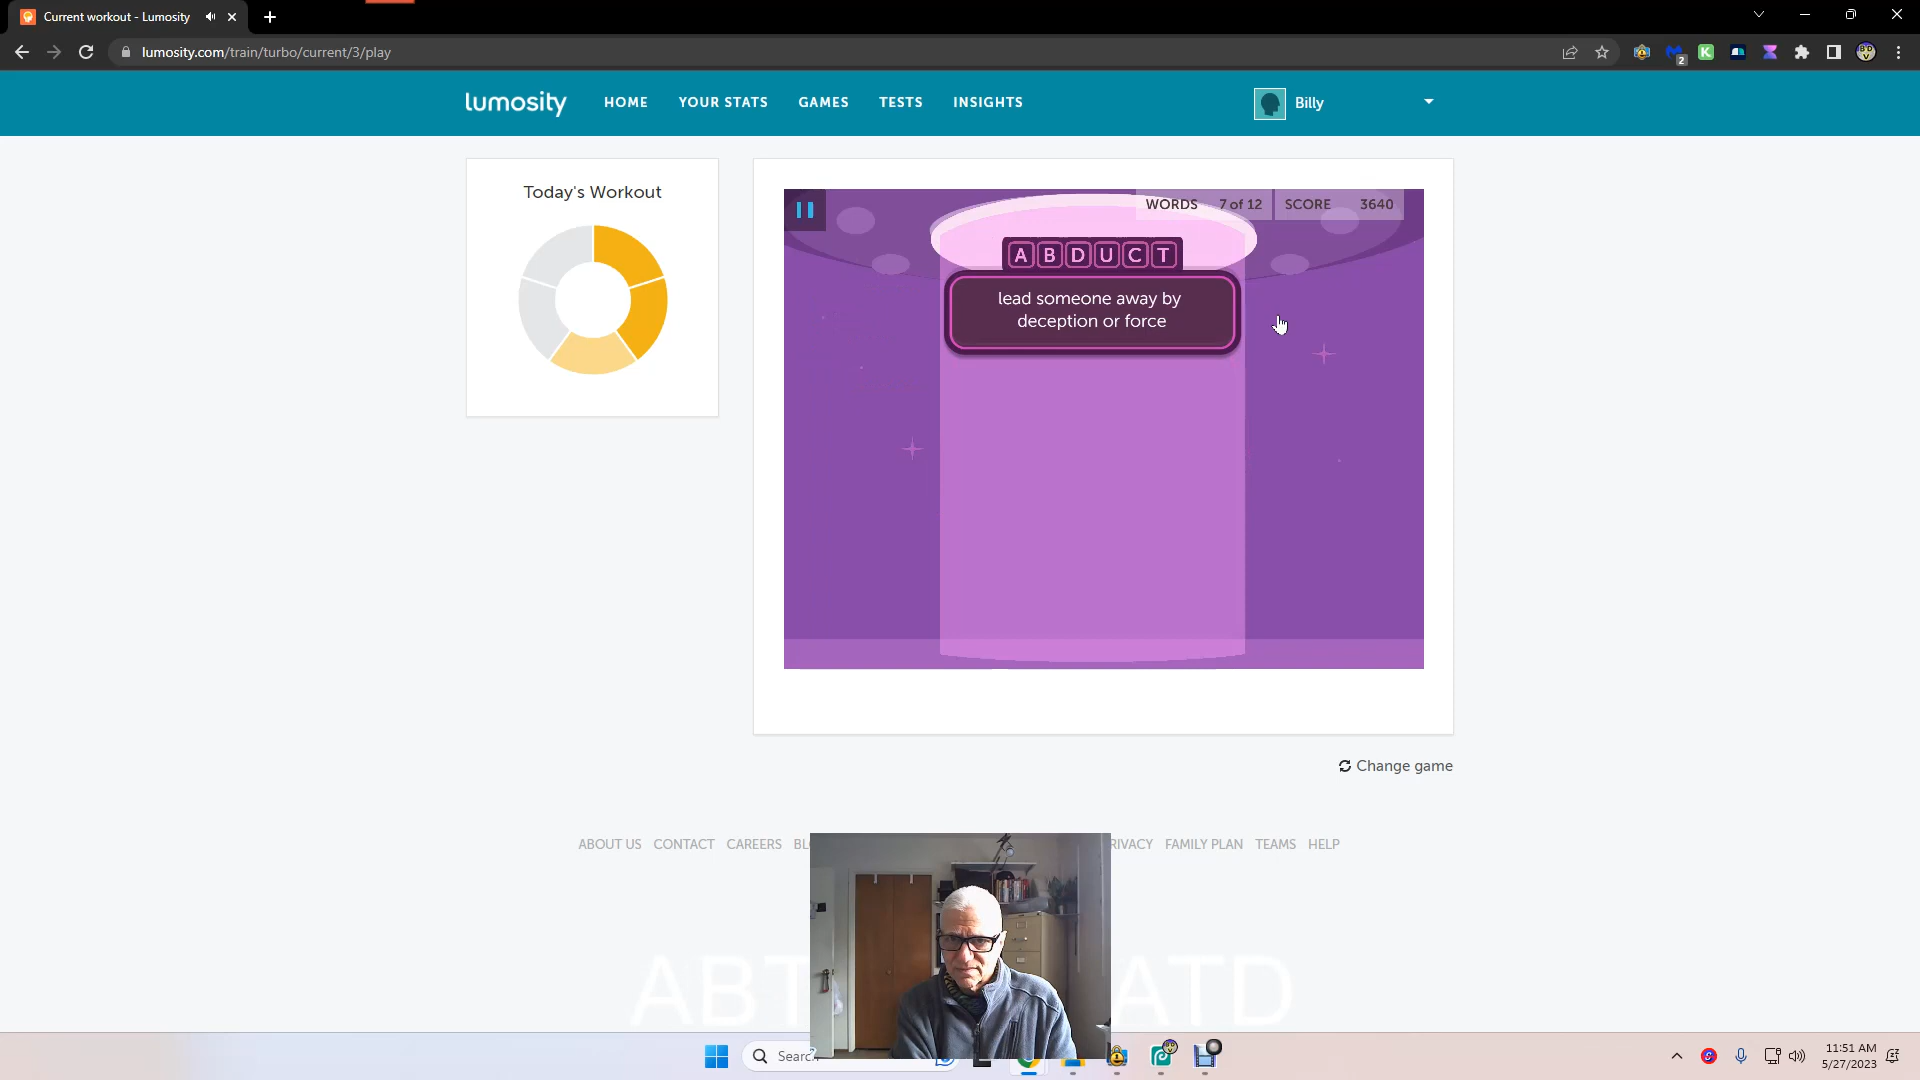 Current workout - Lumosity
lumosity.com/train/turbo/current/3/play
2
lumosity
HOME
YOUR STATS
GAMES
TESTS
INSIGHTS
Billy
Today's Workout
WORDS 7 of 12 SCORE 3640
ABDUCT
lead someone away by
deception or force
Change game
ABOUT US CONTACT CAREERS
FAMILY PLAN TEAMS HELP
11:51 AM
5/27/2023